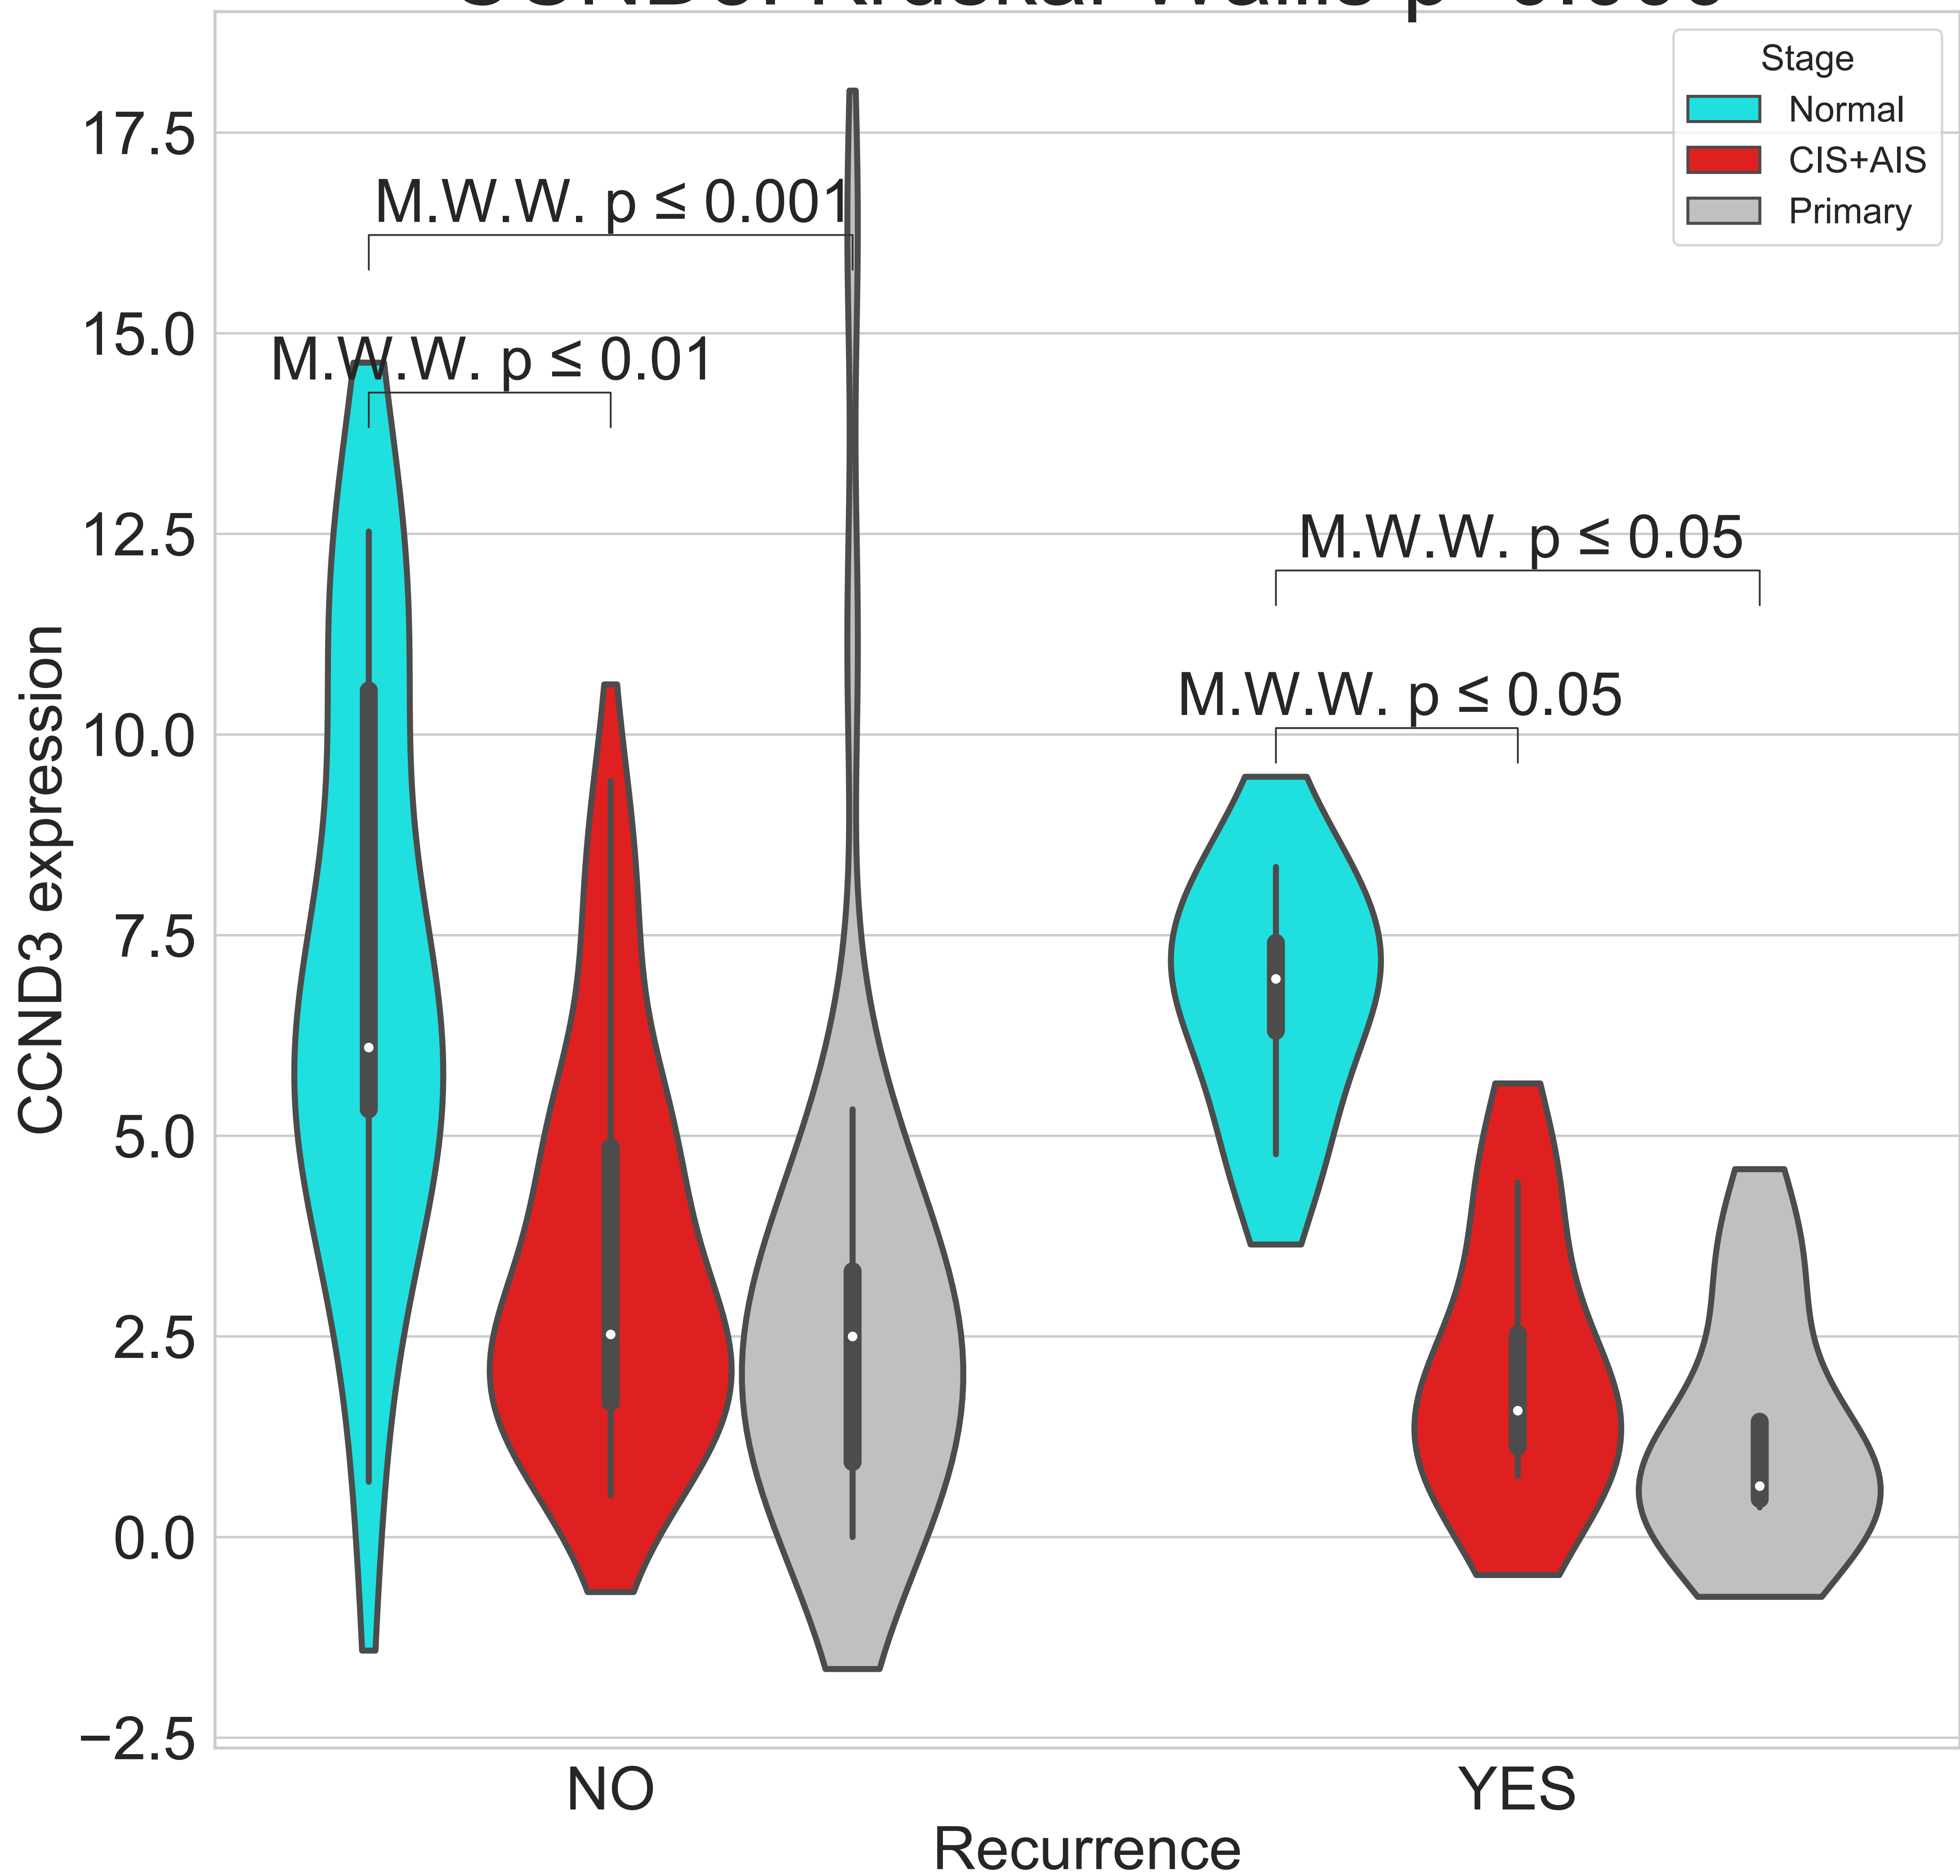 Stage
Normal
CIS+AIS
Primary
17.5
15.0
12.5
10.0
7.5
5.0
2.5
0.0
−2.5
CCND3 expression
M.W.W. p ≤ 0.001
M.W.W. p ≤ 0.01
M.W.W. p ≤ 0.05
M.W.W. p ≤ 0.05
NO
YES
Recurrence